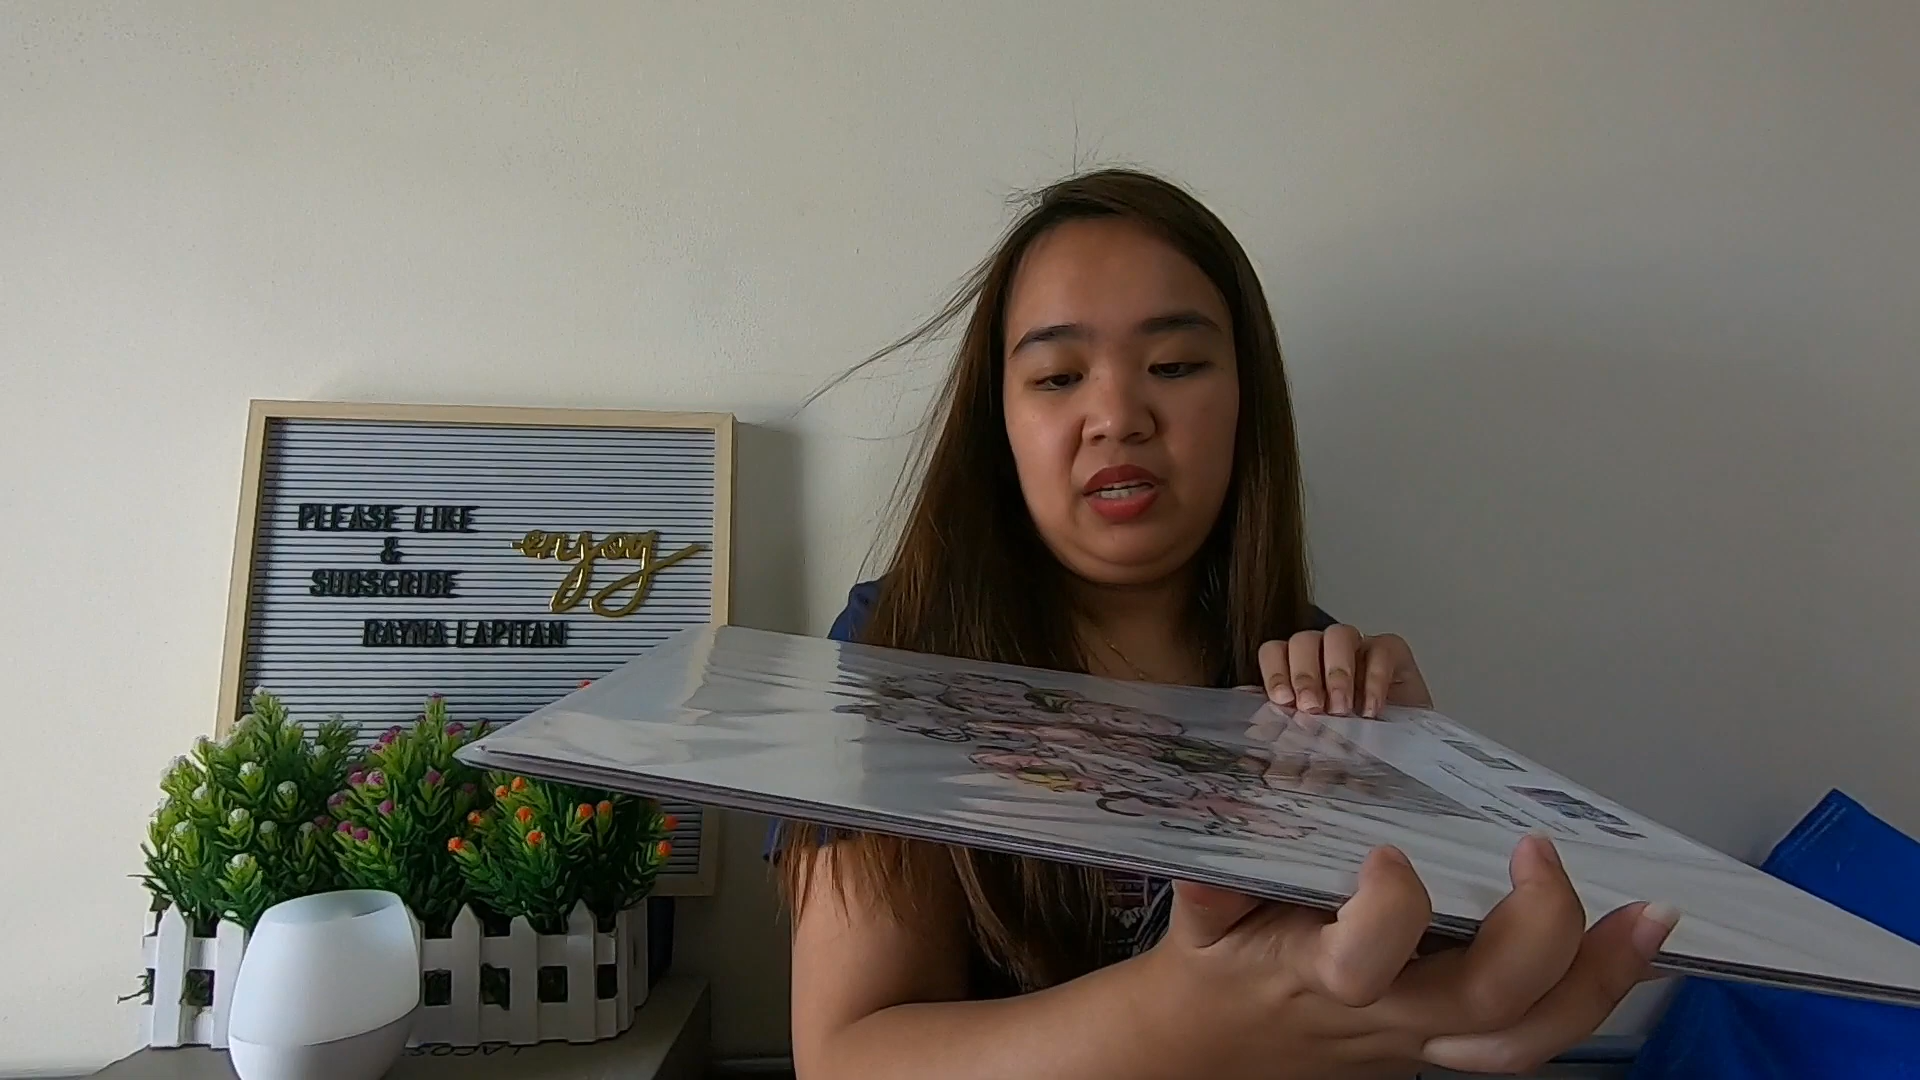 PLEASE LIKE
&
SUBSCRIBE
enjoy
RAYNA LAPITAN